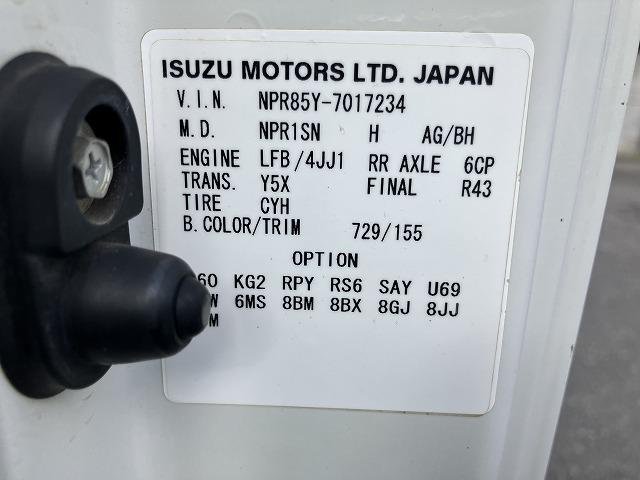 ISUZU MOTORS LTD. JAPAN
V.I.N. NPR85Y-7017234
M.D. NPR1SN H AG/BH
ENGINE LFB/4JJ1 RR AXLE 6CP
TRANS. Y5X FINAL R43
TIRE CYH
B.COLOR/TRIM 729/155
OPTION
KG2 RPY RS6 SAY U69
6MS 8BM 8BX 8GJ 8JJ